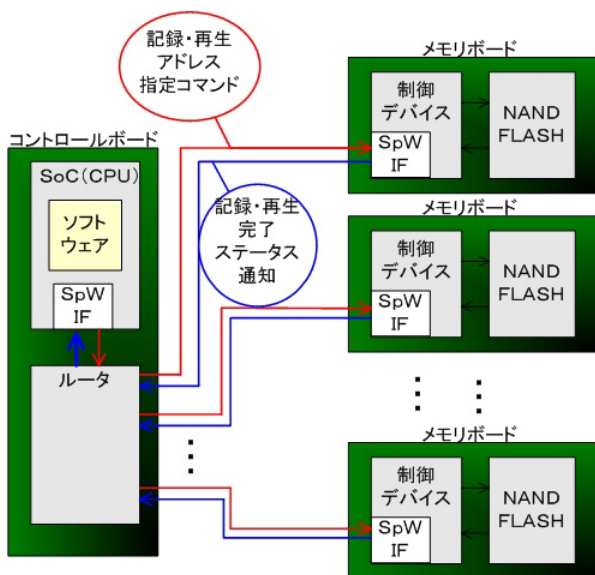 記録・再生
アドレス
指定コマンド
コントロールボード
SoC(CPU)
ソフト
ウェア
SpW
IF
ルータ
記録・再生
完了
ステータス
通知
メモリボード
制御
デバイス
SpW
IF
NAND
FLASH
メモリボード
制御
デバイス
SpW
IF
NAND
FLASH
メモリボード
制御
デバイス
SpW
IF
NAND
FLASH